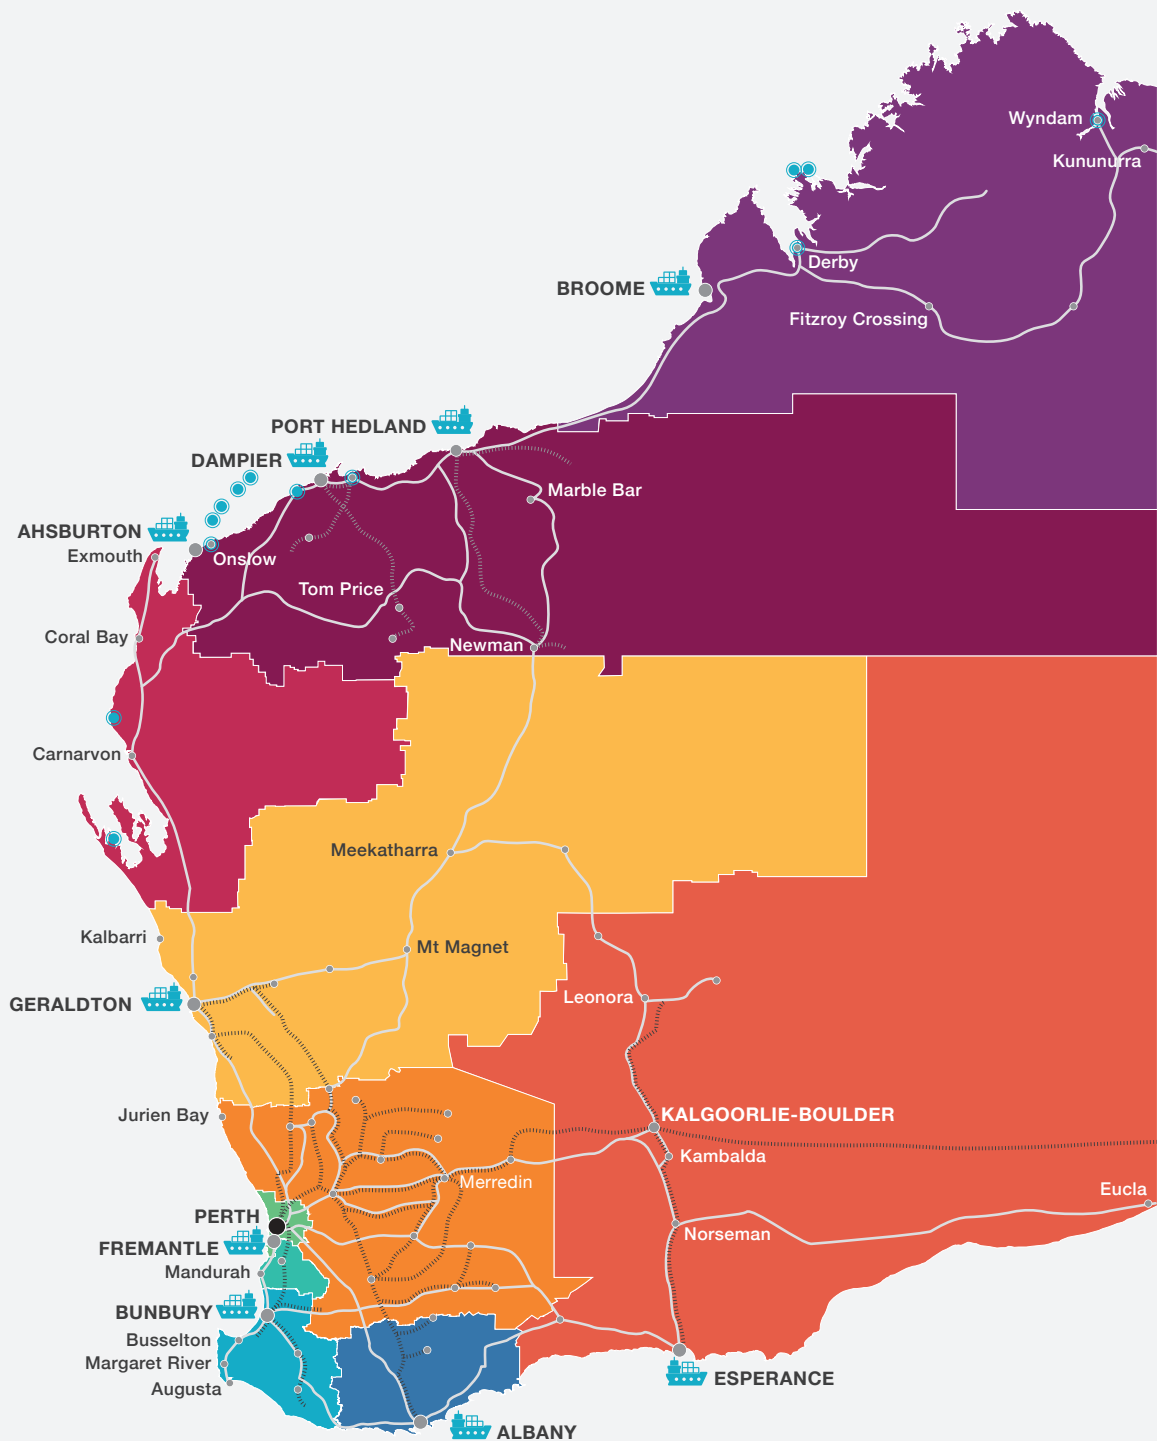 Wyndam
Kununurra
Derby
BROOME
Fitzroy Crossing
PORT HEDLAND
DAMPIER
Marble Bar
AHSBURTON
Exmouth
Onslow
Tom Price
Coral Bay
Newman
Carnarvon
Meekatharra
Kalbarri
Mt Magnet
Leonora
GERALDTON
Jurien Bay
KALGOORLIE-BOULDER
Kambalda
Merredin
Eucla
PERTH
Norseman
FREMANTLE
Mandurah
BUNBURY
Busselton
Margaret River
ESPERANCE
Augusta
ALBANY